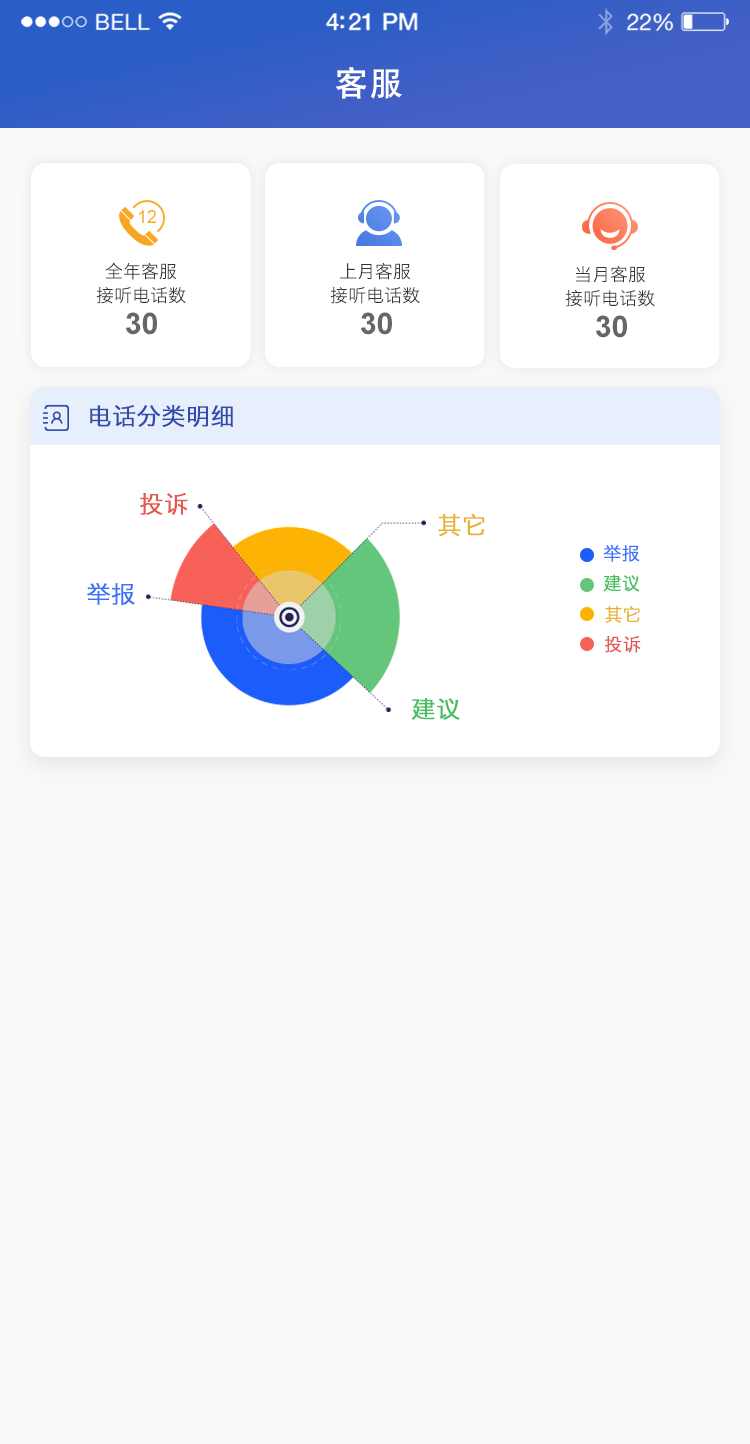 BELL 4:21 PM 22%
客服
12
全年客服
接听电话数
30
上月客服
接听电话数
30
当月客服
接听电话数
30
电话分类明细
投诉
其它
举报
建议
举报
建议
其它
投诉